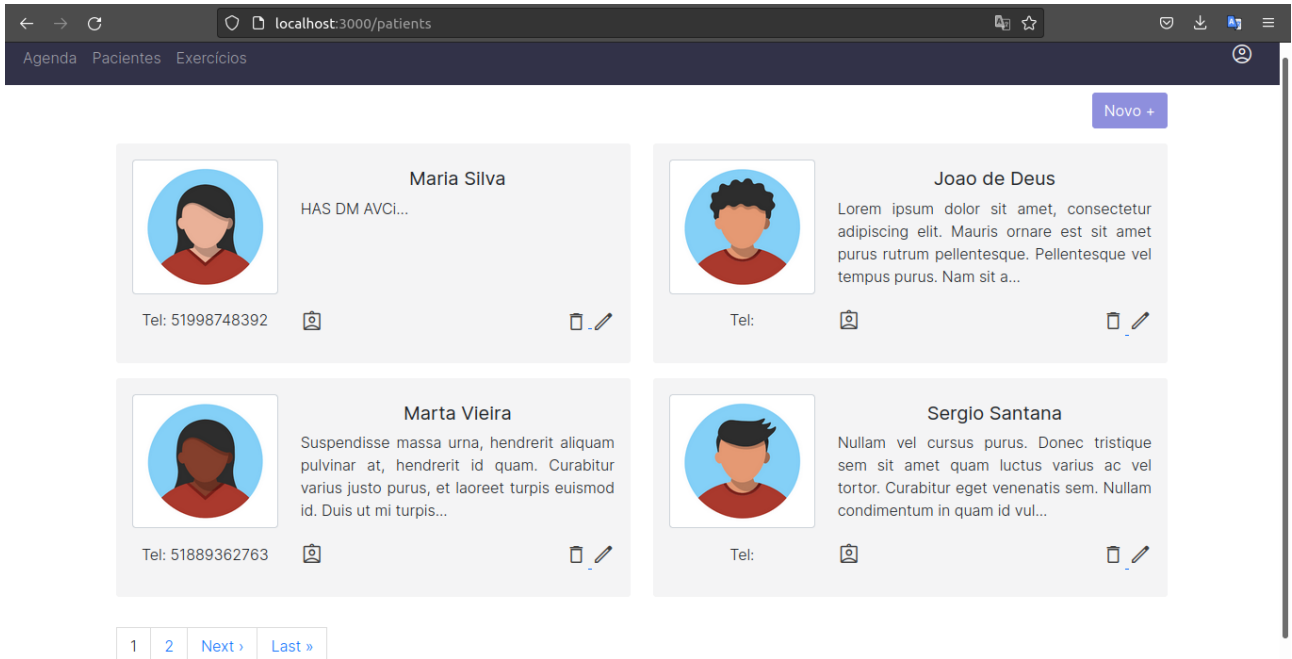 localhost:3000/patients
Agenda Pacientes Exercícios
Novo +
Maria Silva
HAS DM AVCi...
Tel: 51998748392
Joao de Deus
Lorem ipsum dolor sit amet, consectetur
adipiscing elit. Mauris ornare est sit amet
purus rutrum pellentesque. Pellentesque vel
tempus purus. Nam sit a...
Tel:
Marta Vieira
Suspendisse massa urna, hendrerit aliquam
pulvinar at, hendrerit id quam. Curabitur
varius justo purus, et laoreet turpis euismod
id. Duis ut mi turpis...
Tel: 51889362763
Sergio Santana
Nullam vel cursus purus. Donec tristique
sem sit amet quam luctus varius ac vel
tortor. Curabitur eget venenatis sem. Nullam
condimentum in quam id vul...
Tel:
1 2 Next › Last »